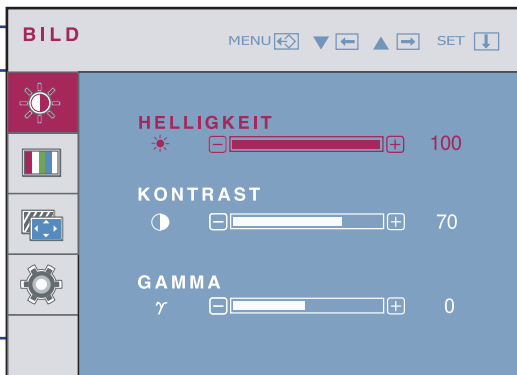 BILD
MENU SET
HELLIGKEIT
100
KONTRAST
70
GAMMA
γ 0